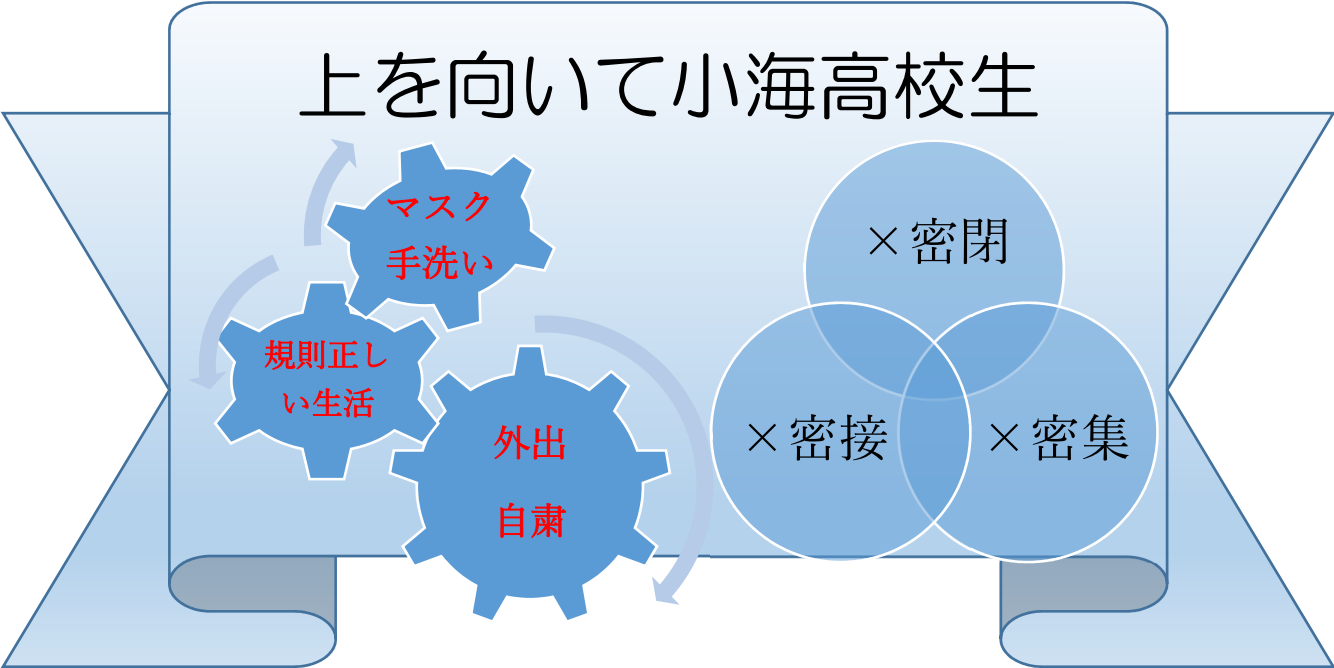 上を向いて小海高校生
マスク
手洗い
規則正し
い生活
外出
自粛
×密閉
×密接
×密集